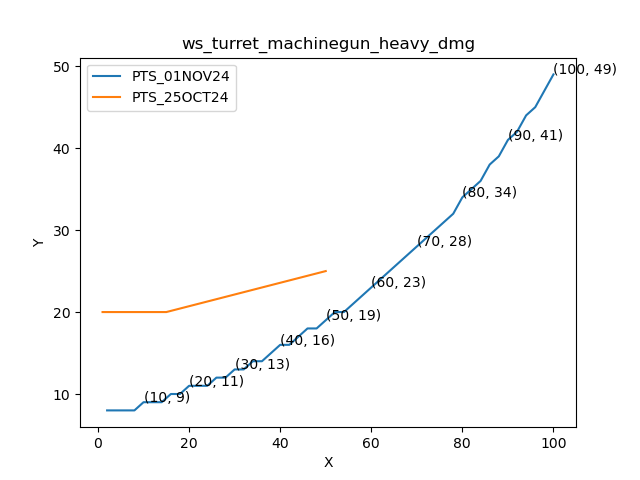 ws_turret_machinegun_heavy_dmg
PTS_01NOV24
PTS_25OCT24
50
40
30
20
10
Y
(100, 49)
(90, 41)
(80, 34)
(70, 28)
(60, 23)
(50, 19)
(40, 16)
(30, 13)
(20, 11)
(10, 9)
0 20 40 60 80 100
X